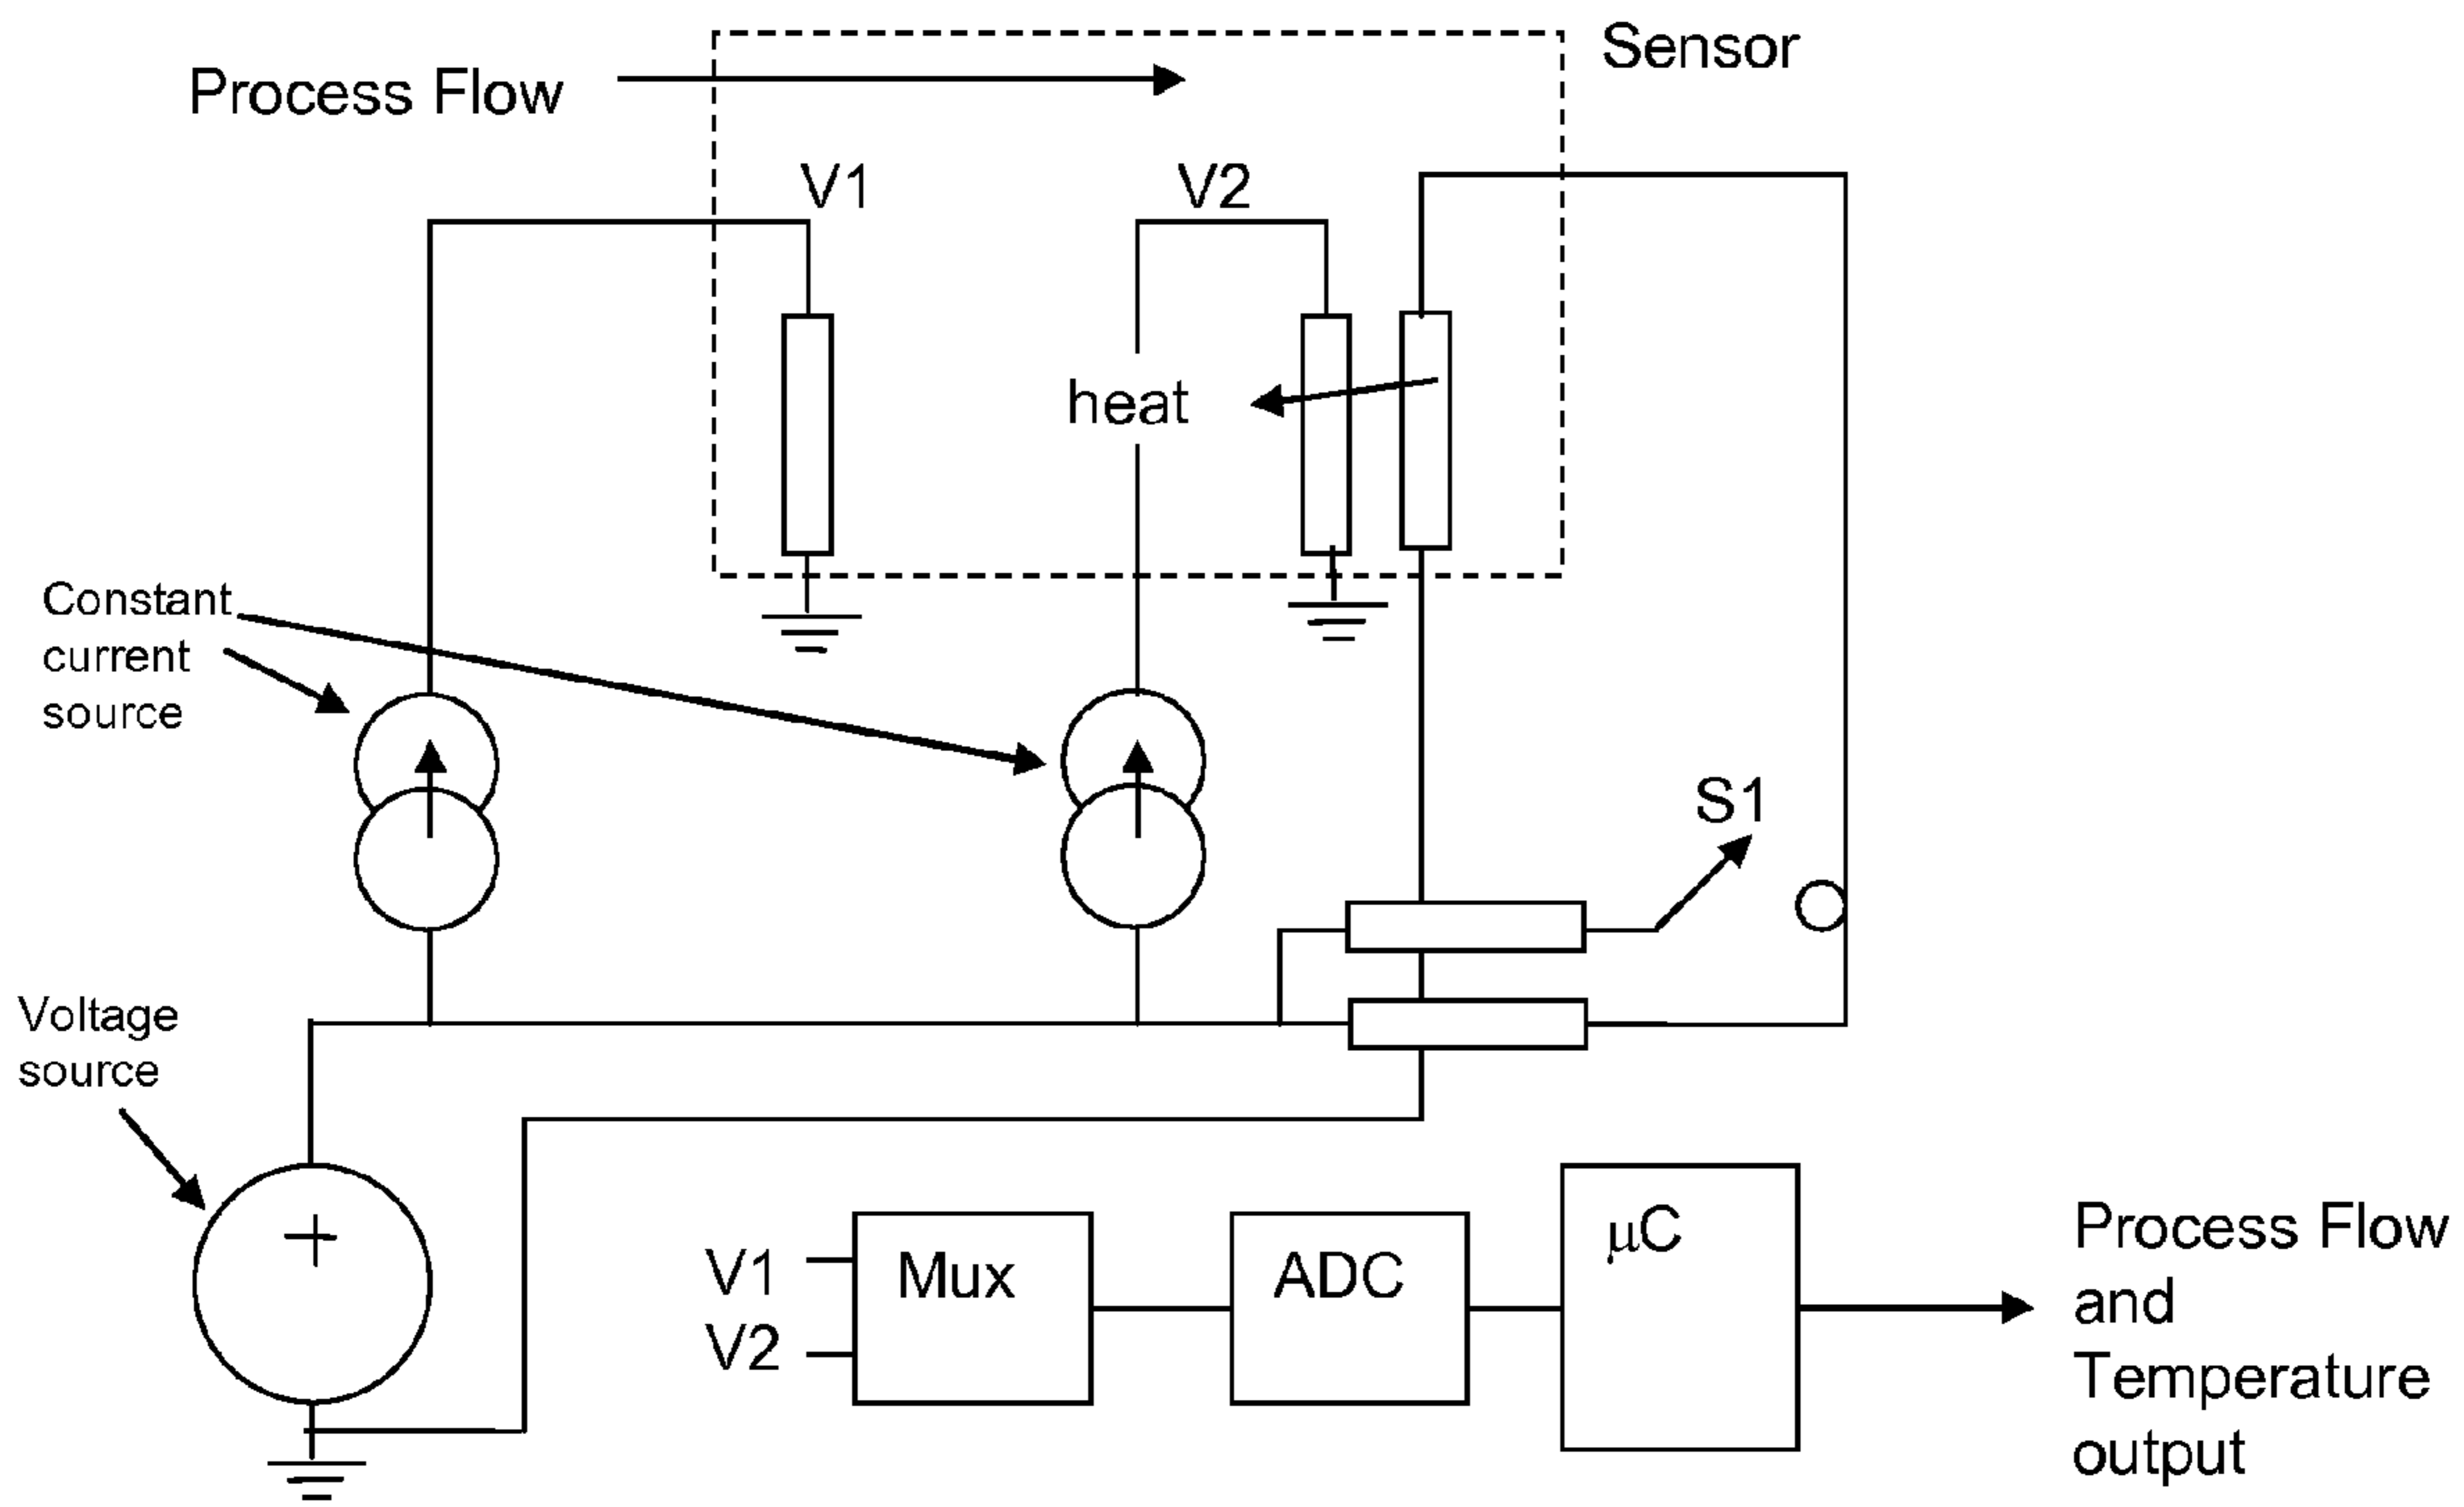 Sensor
Process Flow
V1
V2
heat
Constant
current
source
S1
Voltage
source
+
V1
V2
Mux
ADC
µC
Process Flow
and
Temperature
output